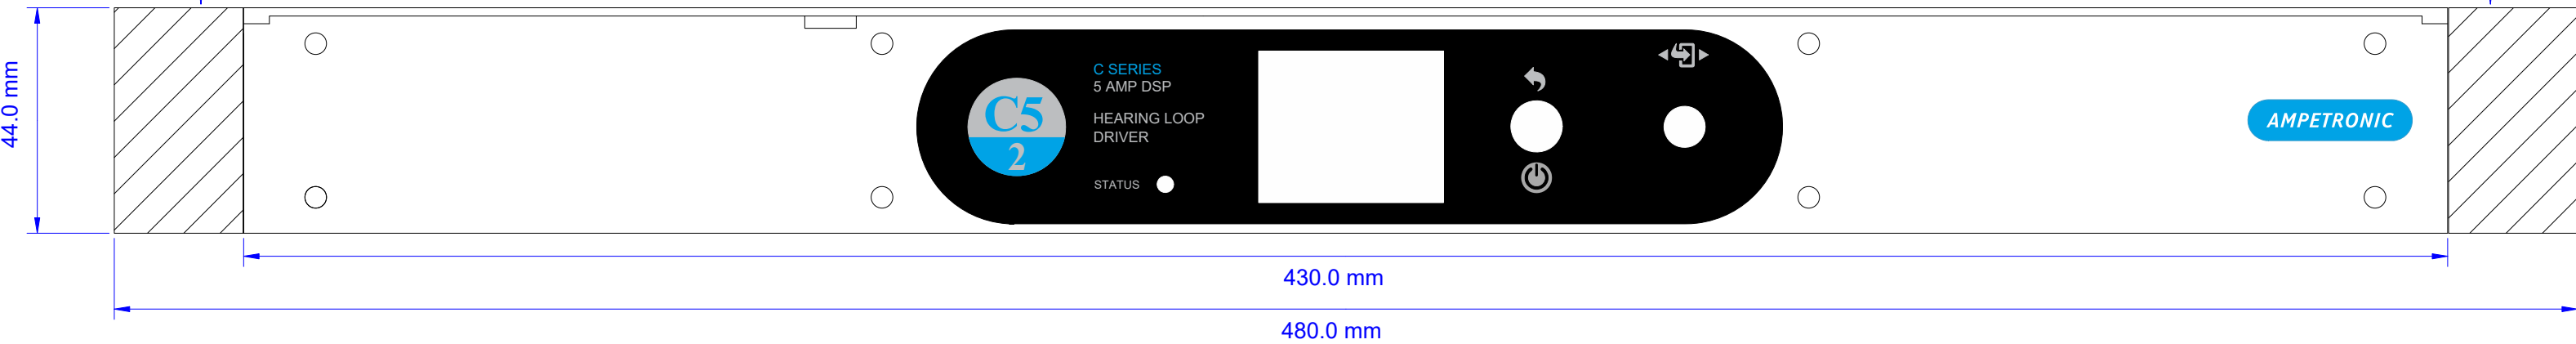 44.0 mm
C SERIES
5 AMP DSP
HEARING LOOP
DRIVER
C5
2
STATUS
AMPETRONIC
430.0 mm
480.0 mm